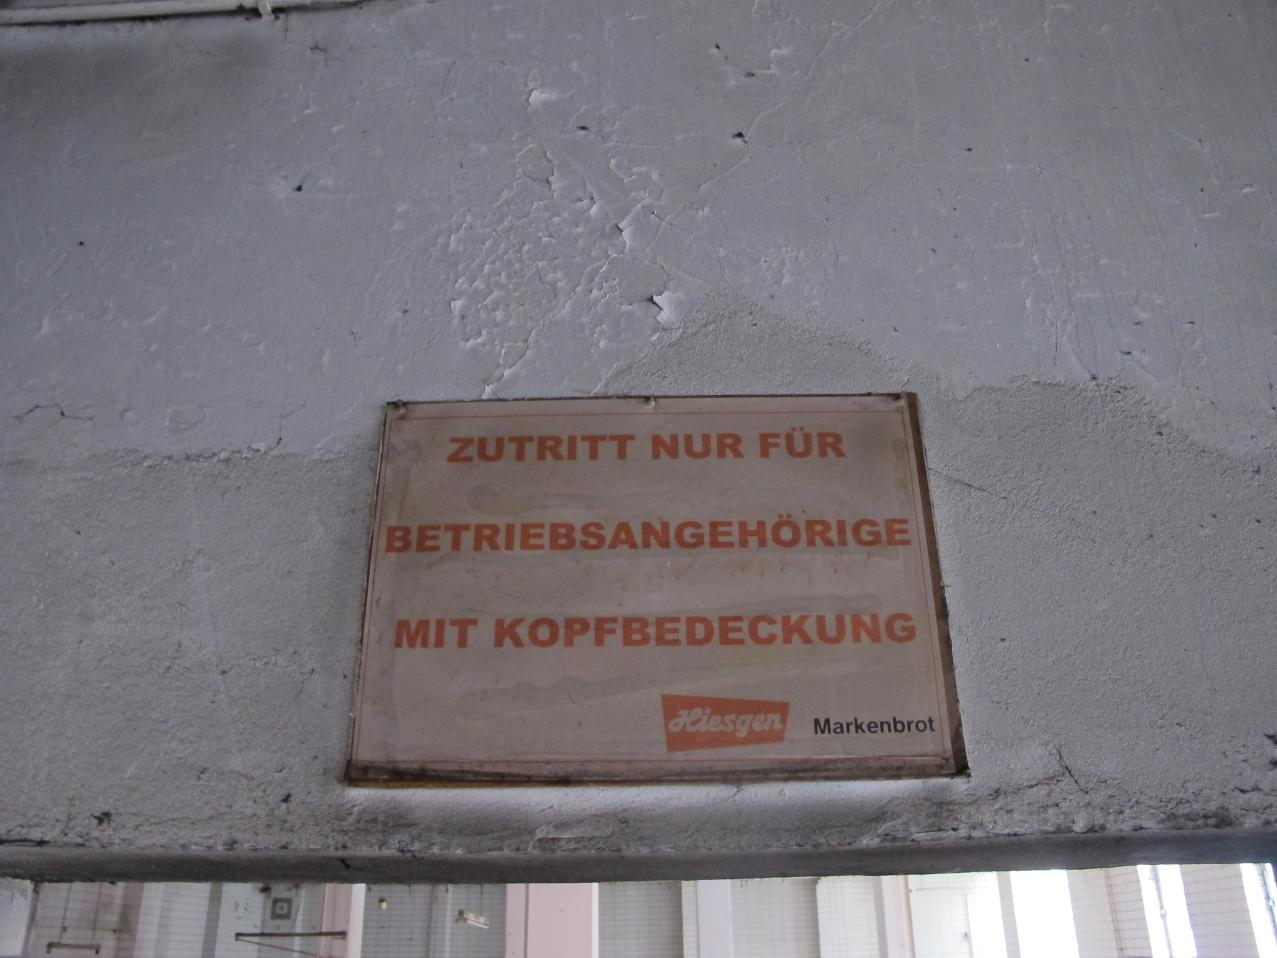 ZUTRITT NUR FÜR
BETRIEBSANGEHÖRIGE
MIT KOPFBEDECKUNG
Hiesgen Markenbrot